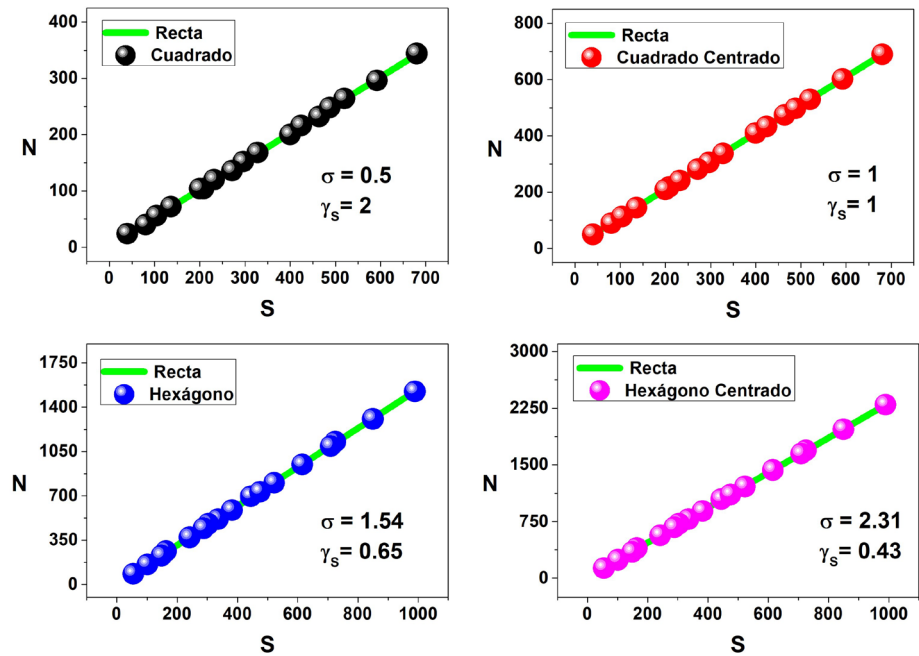 Recta
Cuadrado
400
300
200
100
0
N
σ = 0.5
γs = 2
0 100 200 300 400 500 600 700
S
Recta
Cuadrado Centrado
800
600
400
200
0
N
σ = 1
γs = 1
0 100 200 300 400 500 600 700
S
Recta
Hexágono
1750
1400
1050
700
350
0
N
σ = 1.54
γs = 0.65
0 200 400 600 800 1000
S
Recta
Hexágono Centrado
3000
2250
1500
750
0
N
σ = 2.31
γs = 0.43
0 200 400 600 800 1000
S